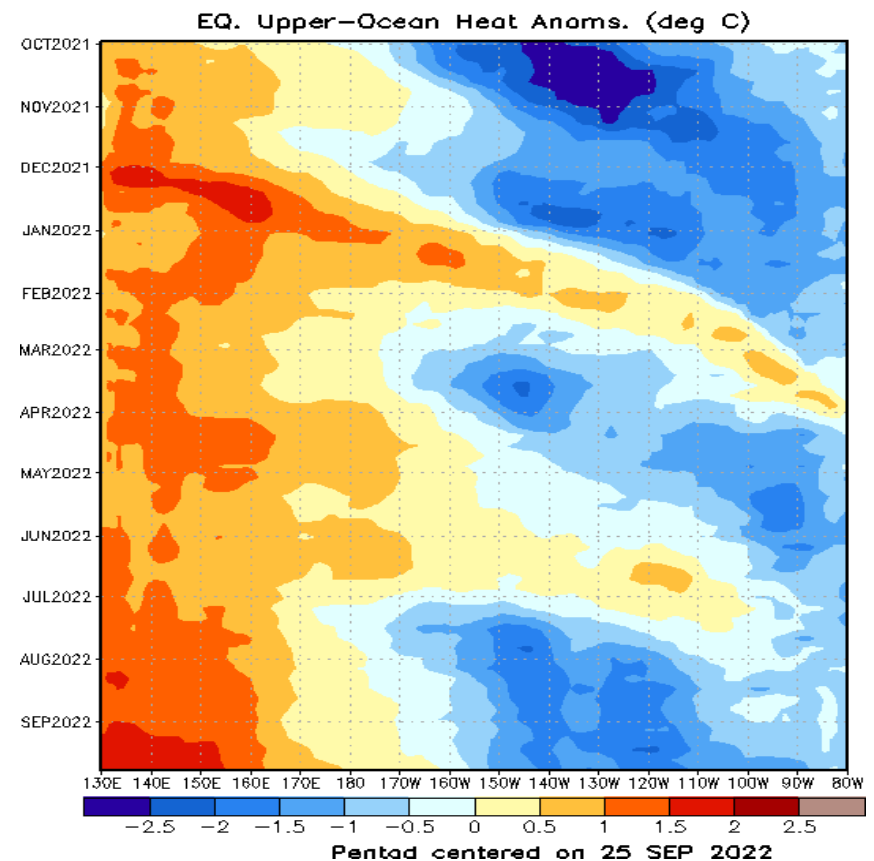 EQ. Upper-Ocean Heat Anoms. (deg C)
OCT2021
NOV2021
DEC2021
JAN2022
FEB2022
MAR2022
APR2022
MAY2022
JUN2022
JUL2022
AUG2022
SEP2022
130E 140E 150E 160E 170E 180 170W 160W 150W 140W 130W 120W 110W 100W 90W 80W
-2.5 -2 -1.5 -1 -0.5 0 0.5 1 1.5 2 2.5
Pentad centered on 25 SEP 2022